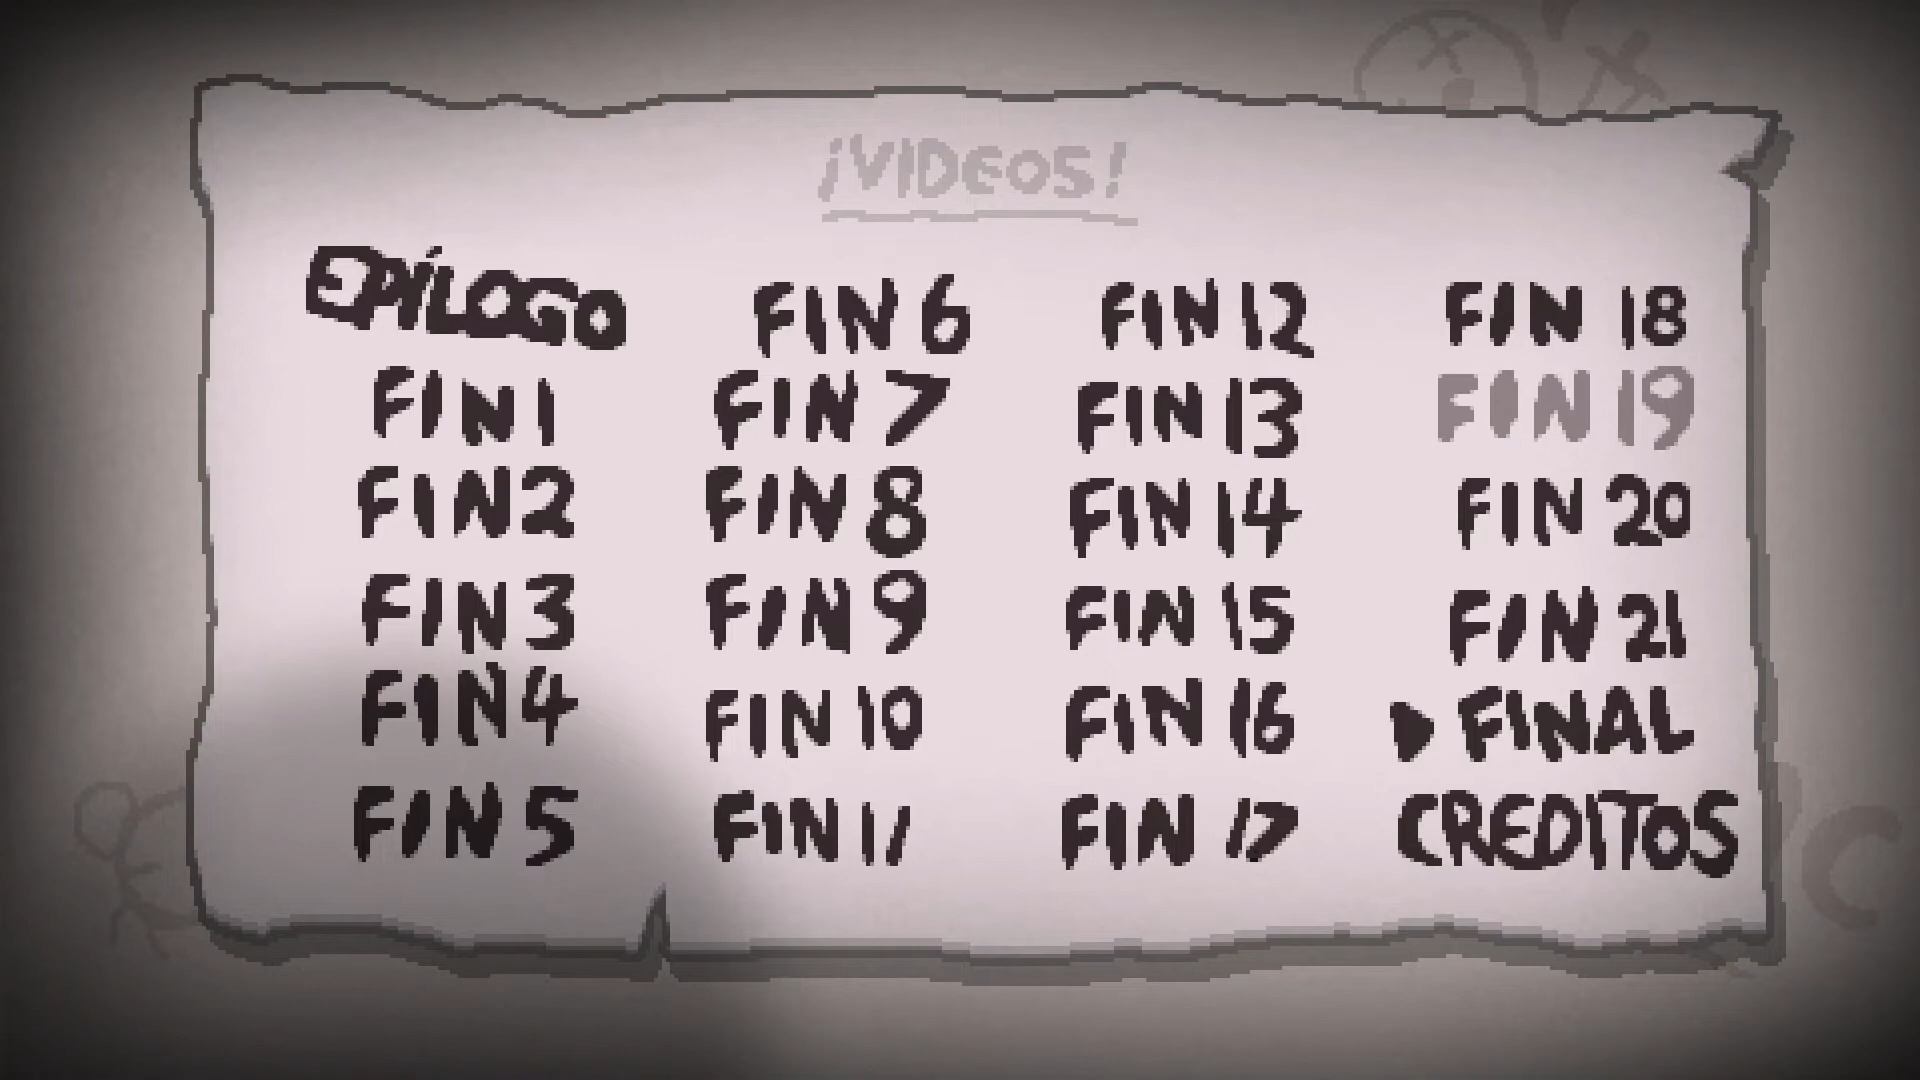 ¡VIDEOS!
EPÍLOGO
FIN 1
FIN 2
FIN 3
FIN 4
FIN 5
FIN 6
FIN 7
FIN 8
FIN 9
FIN 10
FIN 11
FIN 12
FIN 13
FIN 14
FIN 15
FIN 16
FIN 17
FIN 18
FIN 19
FIN 20
FIN 21
FINAL
CREDITOS